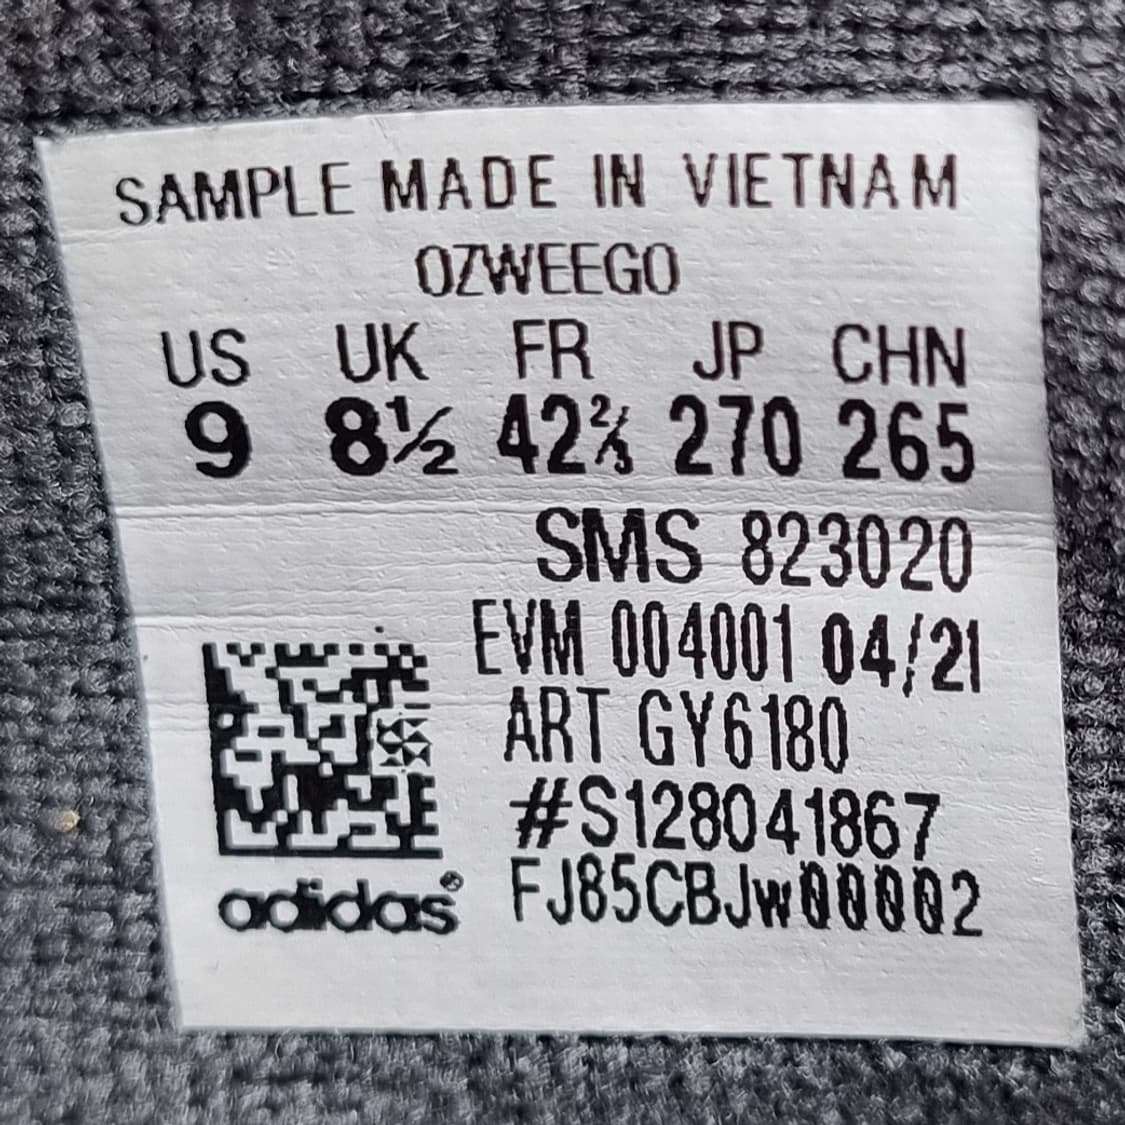 SAMPLE MADE IN VIETNAM
OZWEEGO
US UK FR JP CHN
9 8½ 42⅔ 270 265
SMS 823020
EVM 004001 04/21
ART GY6180
#S128041867
FJ85CBJw00002
adidas®